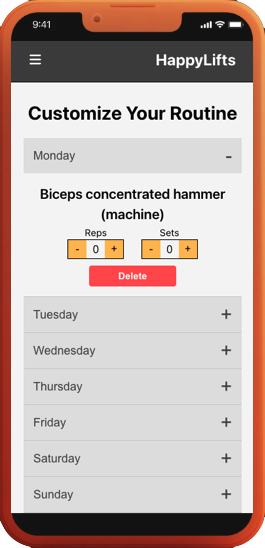 9:41
HappyLifts
Customize Your Routine
Monday -
Biceps concentrated hammer
(machine)
Reps Sets
- 0 + - 0 +
Delete
Tuesday +
Wednesday +
Thursday +
Friday +
Saturday +
Sunday +